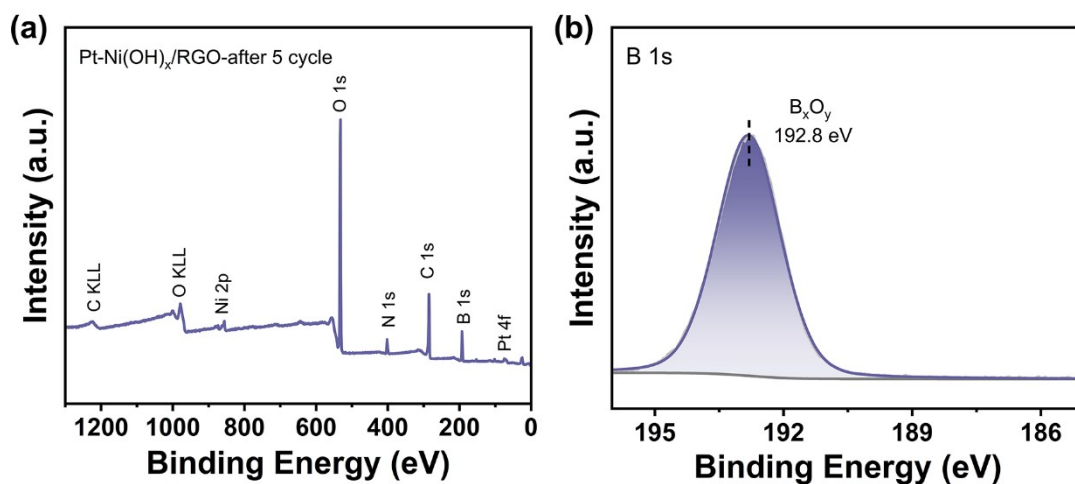 (a)
Pt-Ni(OH)ₓ/RGO-after 5 cycle
Intensity (a.u.)
C KLL
O KLL
Ni 2p
O 1s
N 1s
C 1s
B 1s
Pt 4f
1200 1000 800 600 400 200 0
Binding Energy (eV)
(b)
B 1s
BₓOᵧ
192.8 eV
Intensity (a.u.)
195 192 189 186
Binding Energy (eV)